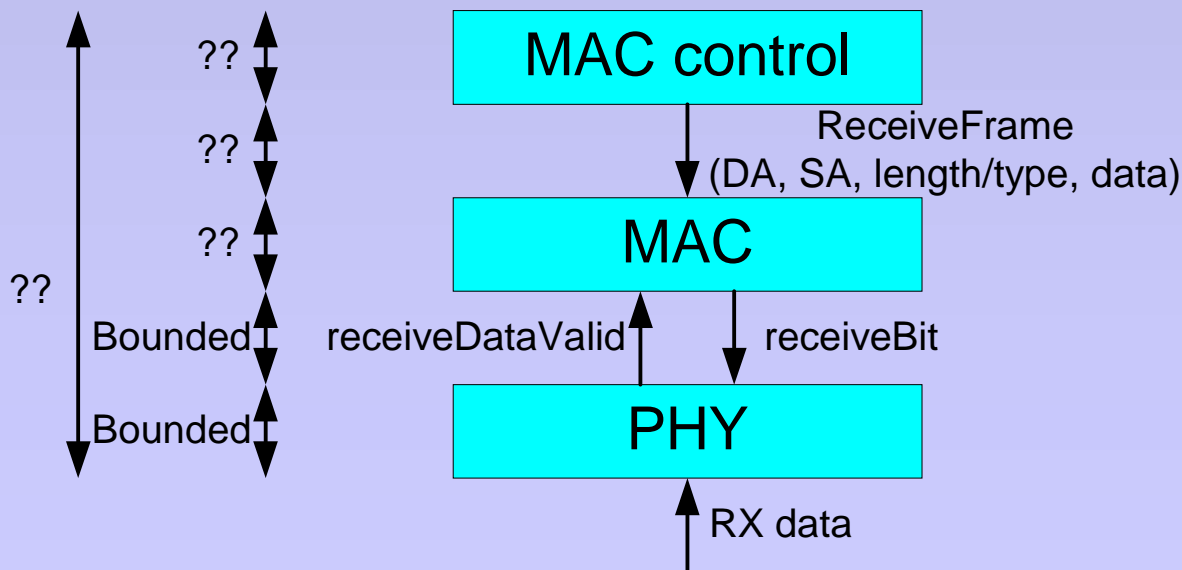 ??
MAC control
ReceiveFrame
??
(DA, SA, length/type, data)
??
MAC
??
Bounded
receiveDataValid
receiveBit
Bounded
PHY
RX data